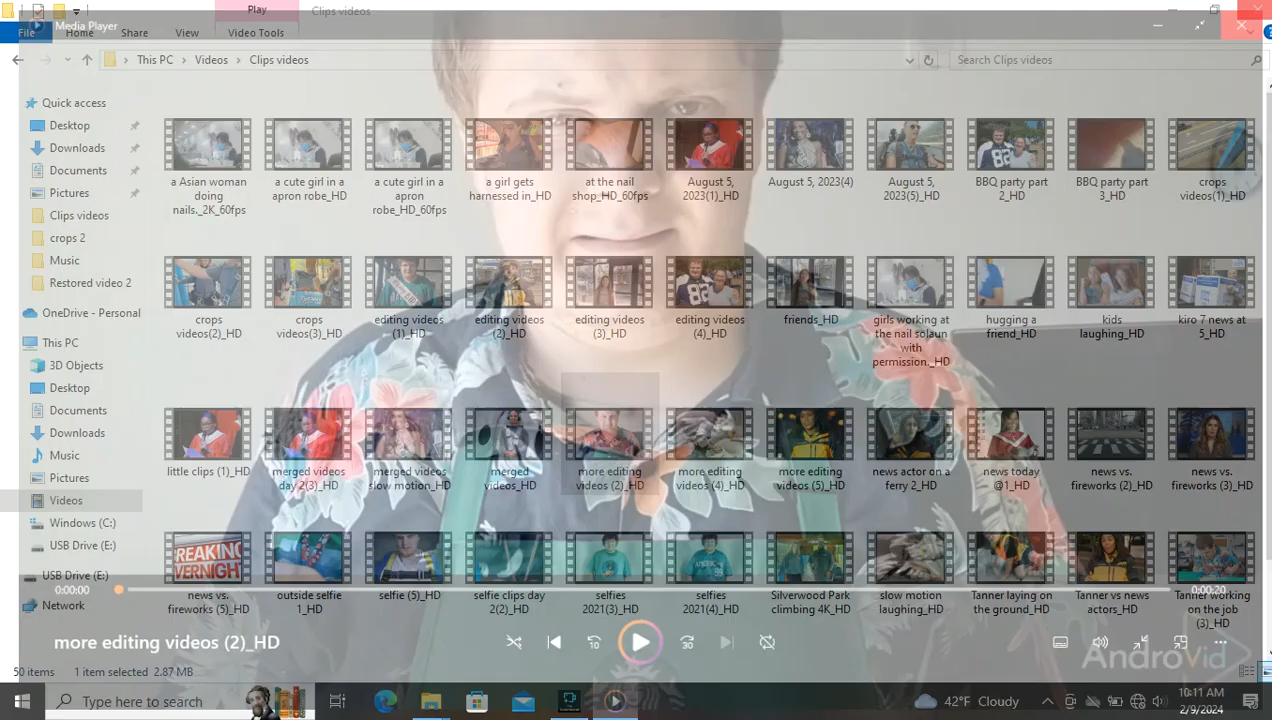 Play
Clips videos
Media Player
File
Home
Share
View
Video Tools
This PC
Videos
Clips videos
Search Clips videos
Quick access
Desktop
Downloads
Documents
Pictures
Clips videos
crops 2
Music
Restored video 2
OneDrive - Personal
This PC
3D Objects
Desktop
Documents
Downloads
Music
Pictures
Videos
Windows (C:)
USB Drive (E:)
USB Drive (E:)
Network
a Asian woman
doing
nails._2K_60fps
a cute girl in a
apron robe_HD
a cute girl in a
apron
robe_HD_60fps
a girl gets
harnessed in_HD
at the nail
shop_HD_60fps
August 5,
2023(1)_HD
August 5, 2023(4)
August 5,
2023(5)_HD
BBQ party part
2_HD
BBQ party part
3_HD
crops
videos(1)_HD
crops
videos(2)_HD
crops
videos(3)_HD
editing videos
(1)_HD
editing videos
(2)_HD
editing videos
(3)_HD
editing videos
(4)_HD
friends_HD
girls working at
the nail solaun
with
permission._HD
hugging a
friend_HD
kids
laughing_HD
kiro 7 news at
5_HD
little clips (1)_HD
merged videos
day 2(3)_HD
merged videos
slow motion_HD
merged
videos_HD
more editing
videos (2)_HD
more editing
videos (4)_HD
more editing
videos (5)_HD
news actor on a
ferry 2_HD
news today
@1_HD
news vs.
fireworks (2)_HD
news vs.
fireworks (3)_HD
BREAKING
OVERNIGHT
news vs.
fireworks (5)_HD
outside selfie
1_HD
selfie (5)_HD
selfie clips day
2(2)_HD
selfies
2021(3)_HD
selfies
2021(4)_HD
Silverwood Park
climbing 4K_HD
slow motion
laughing_HD
Tanner laying on
the ground_HD
Tanner vs news
actors_HD
Tanner working
on the job
(3)_HD
0:00:00
0:00:20
more editing videos (2)_HD
10
30
AndroVid
50 items
1 item selected 2.87 MB
Type here to search
42°F Cloudy
10:11 AM
2/9/2024